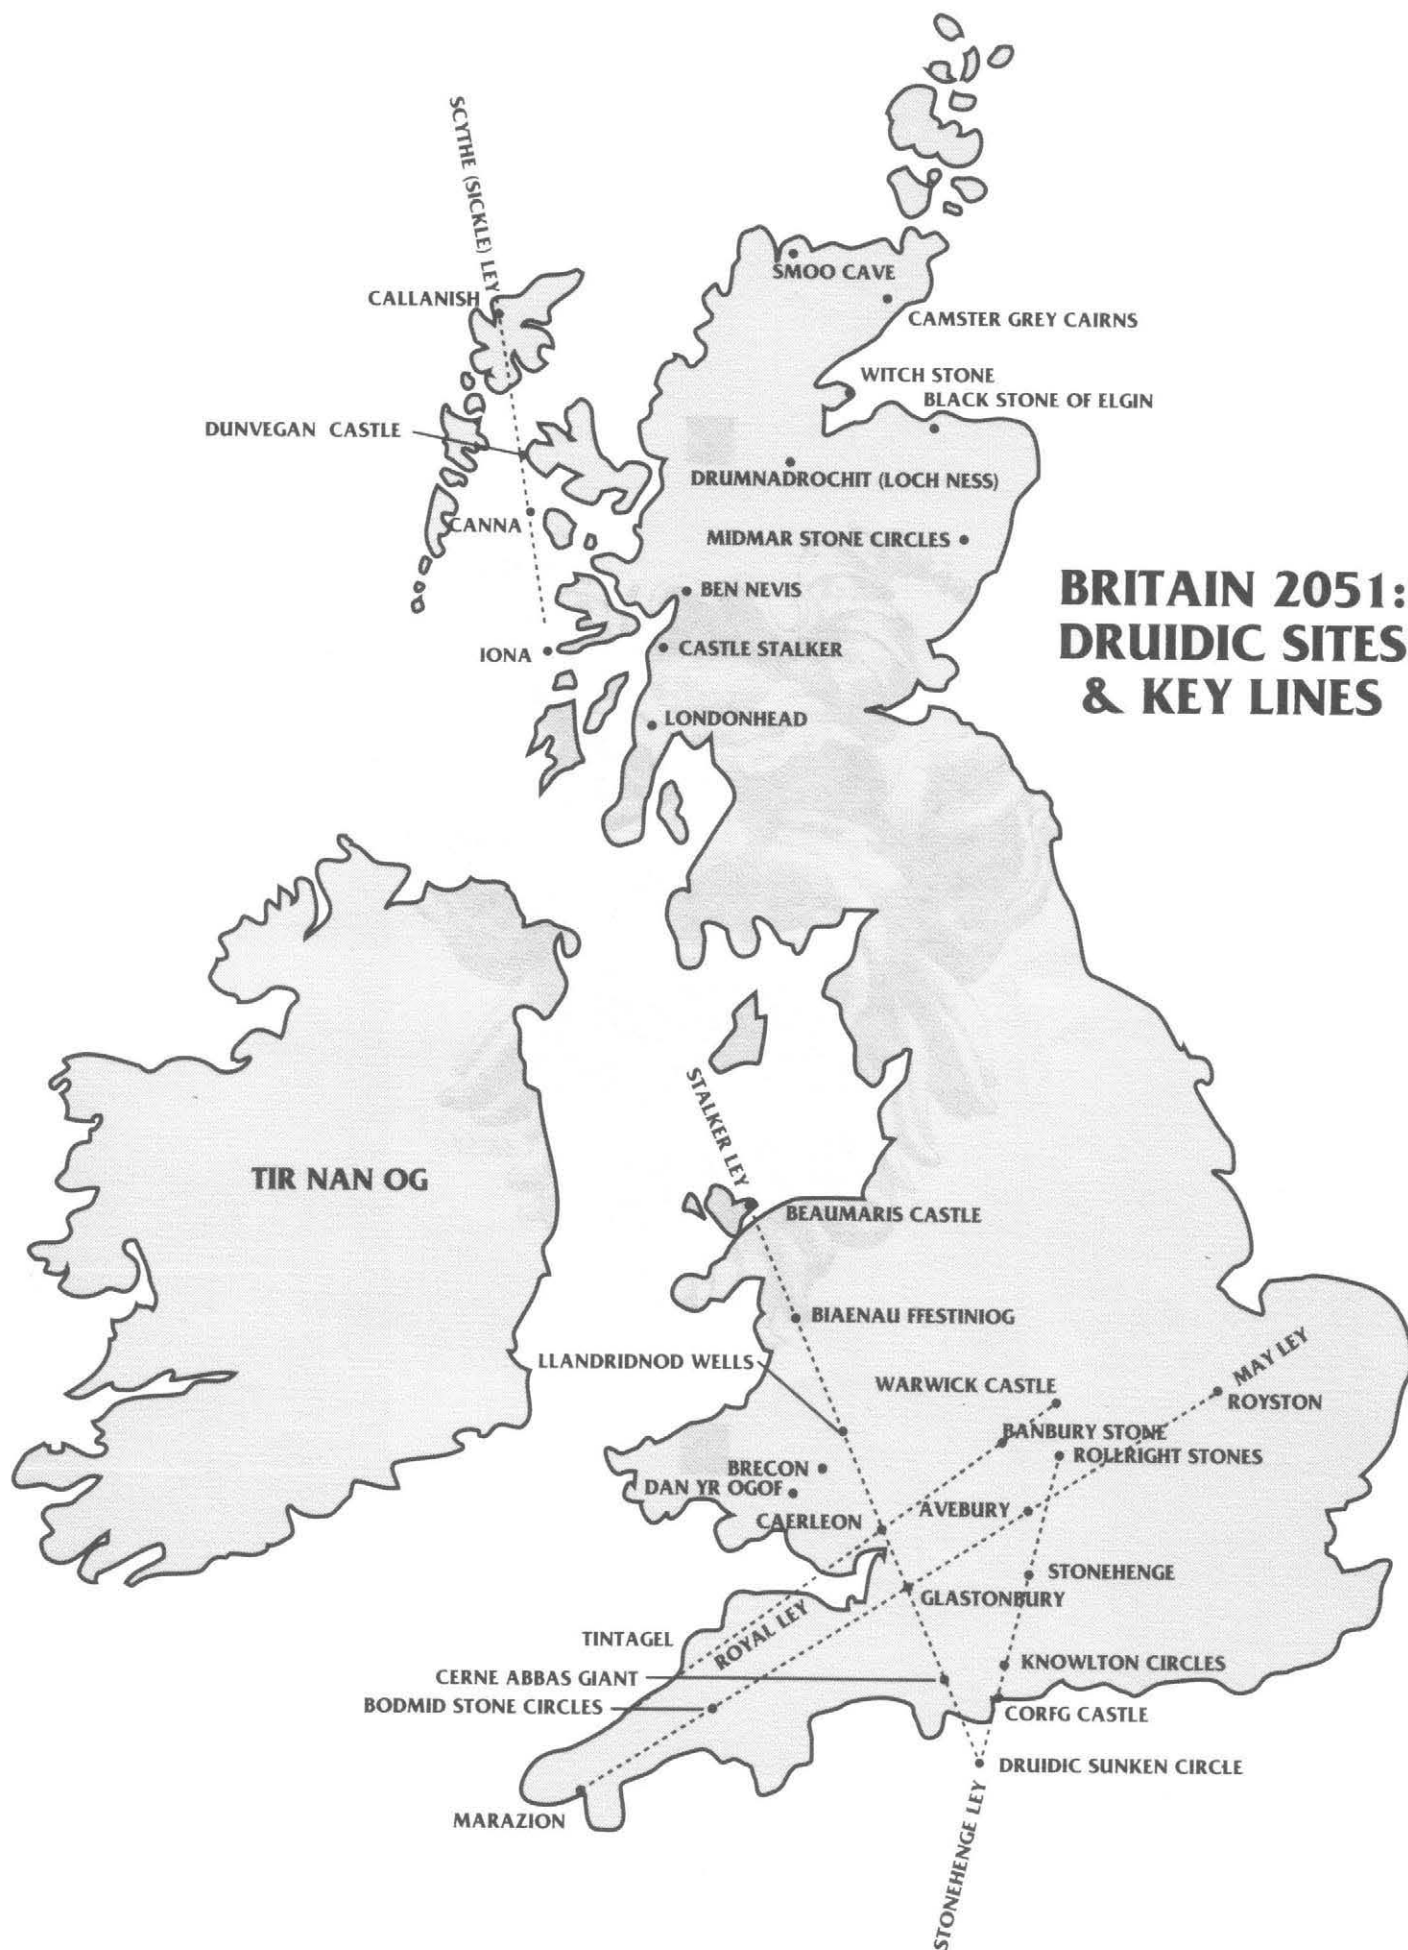 SCYTHE (SICKLE) LEY
SMOO CAVE
CALLANISH
CAMSTER GREY CAIRNS
WITCH STONE
BLACK STONE OF ELGIN
DUNVEGAN CASTLE
DRUMNADROCHIT (LOCH NESS)
CANNA
MIDMAR STONE CIRCLES
BRITAIN 2051:
DRUIDIC SITES
& KEY LINES
BEN NEVIS
IONA
CASTLE STALKER
LONDONHEAD
STALKER LEY
TIR NAN OG
BEAUMARIS CASTLE
BIAENAU FFESTINIOG
MAY LEY
LLANDRIDNOD WELLS
WARWICK CASTLE
ROYSTON
BANBURY STONE
ROLLRIGHT STONES
BRECON
DAN YR OGOF
CAERLEON
AVEBURY
STONEHENGE
GLASTONBURY
ROYAL LEY
TINTAGEL
KNOWLTON CIRCLES
CERNE ABBAS GIANT
BODMID STONE CIRCLES
CORFG CASTLE
DRUIDIC SUNKEN CIRCLE
MARAZION
STONEHENGE LEY